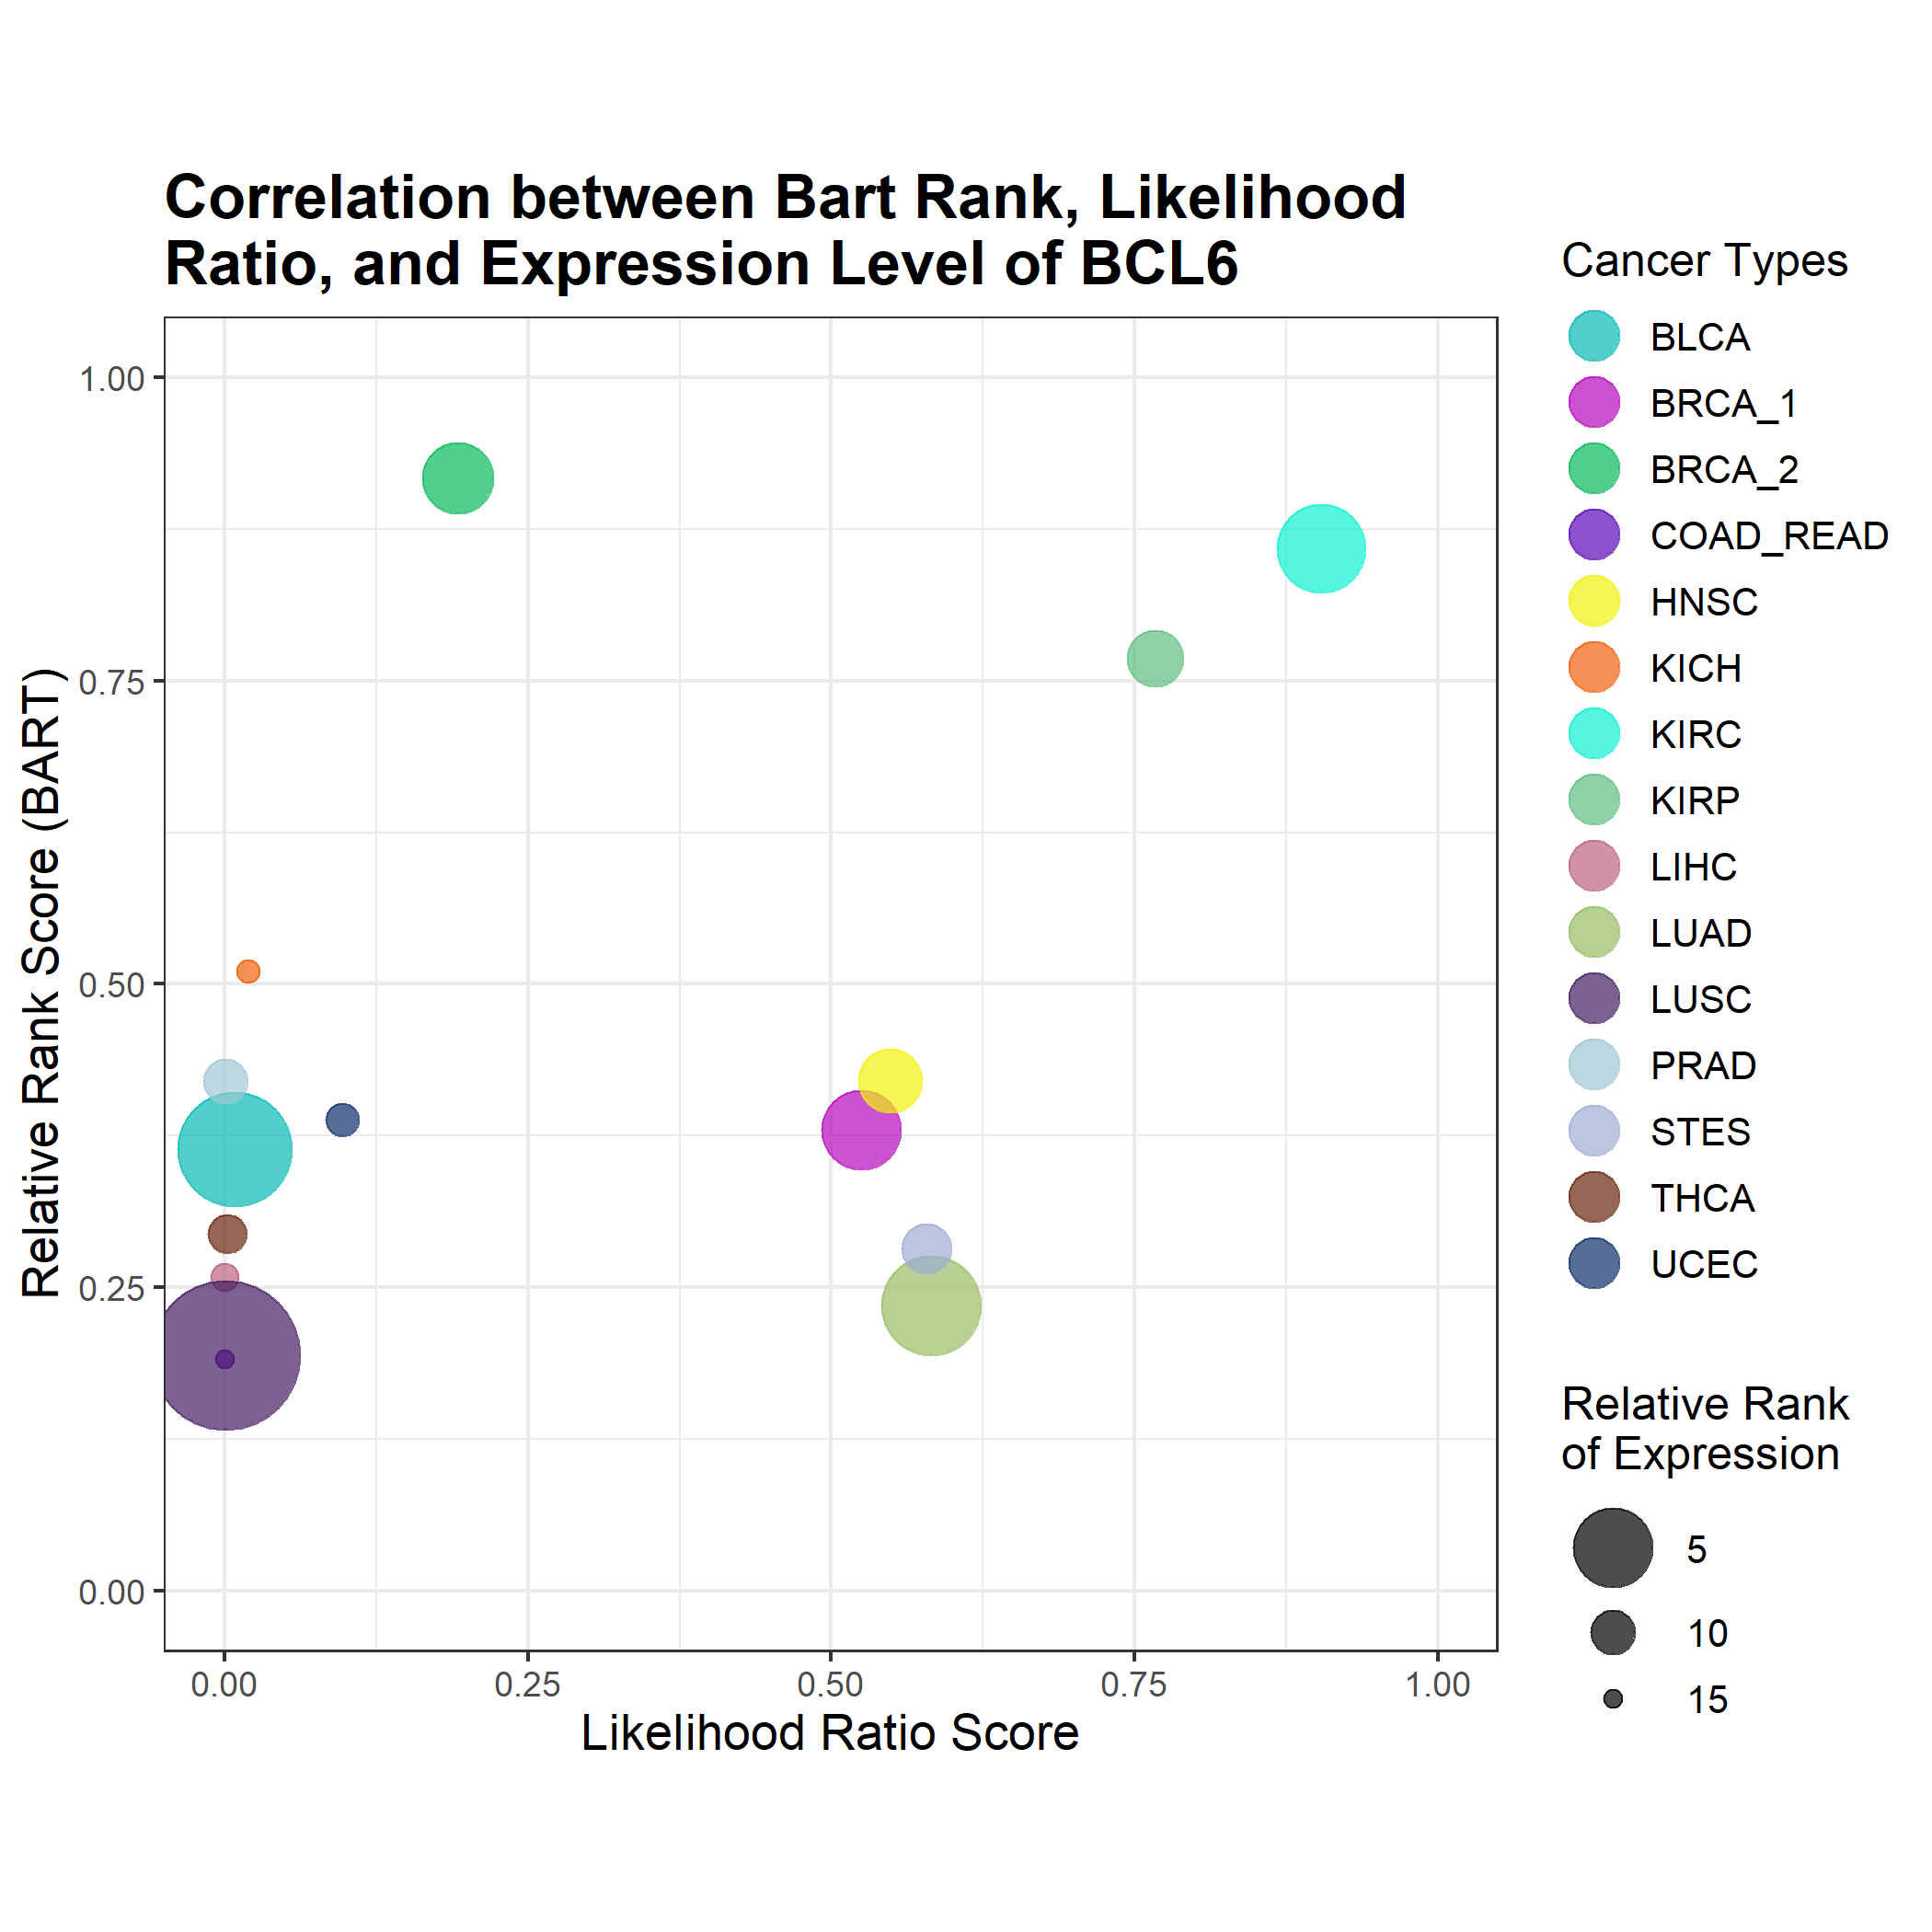 Correlation between Bart Rank, Likelihood
Ratio, and Expression Level of BCL6
Relative Rank Score (BART)
1.00
0.75
0.50
0.25
0.00
0.00
0.25
0.50
0.75
1.00
Likelihood Ratio Score
Cancer Types
BLCA
BRCA_1
BRCA_2
COAD_READ
HNSC
KICH
KIRC
KIRP
LIHC
LUAD
LUSC
PRAD
STES
THCA
UCEC
Relative Rank
of Expression
5
10
15